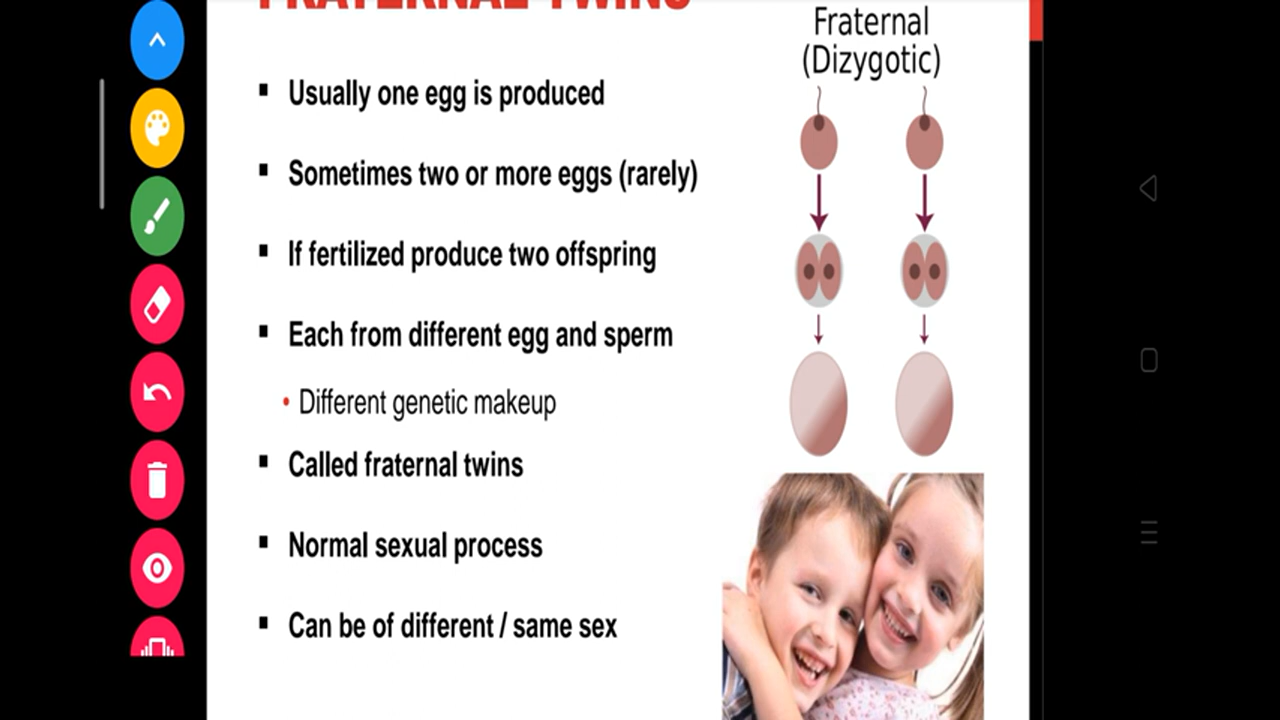 FRATERNAL TWINS
Usually one egg is produced
Sometimes two or more eggs (rarely)
If fertilized produce two offspring
Each from different egg and sperm
Different genetic makeup
Called fraternal twins
Normal sexual process
Can be of different / same sex
Fraternal
(Dizygotic)